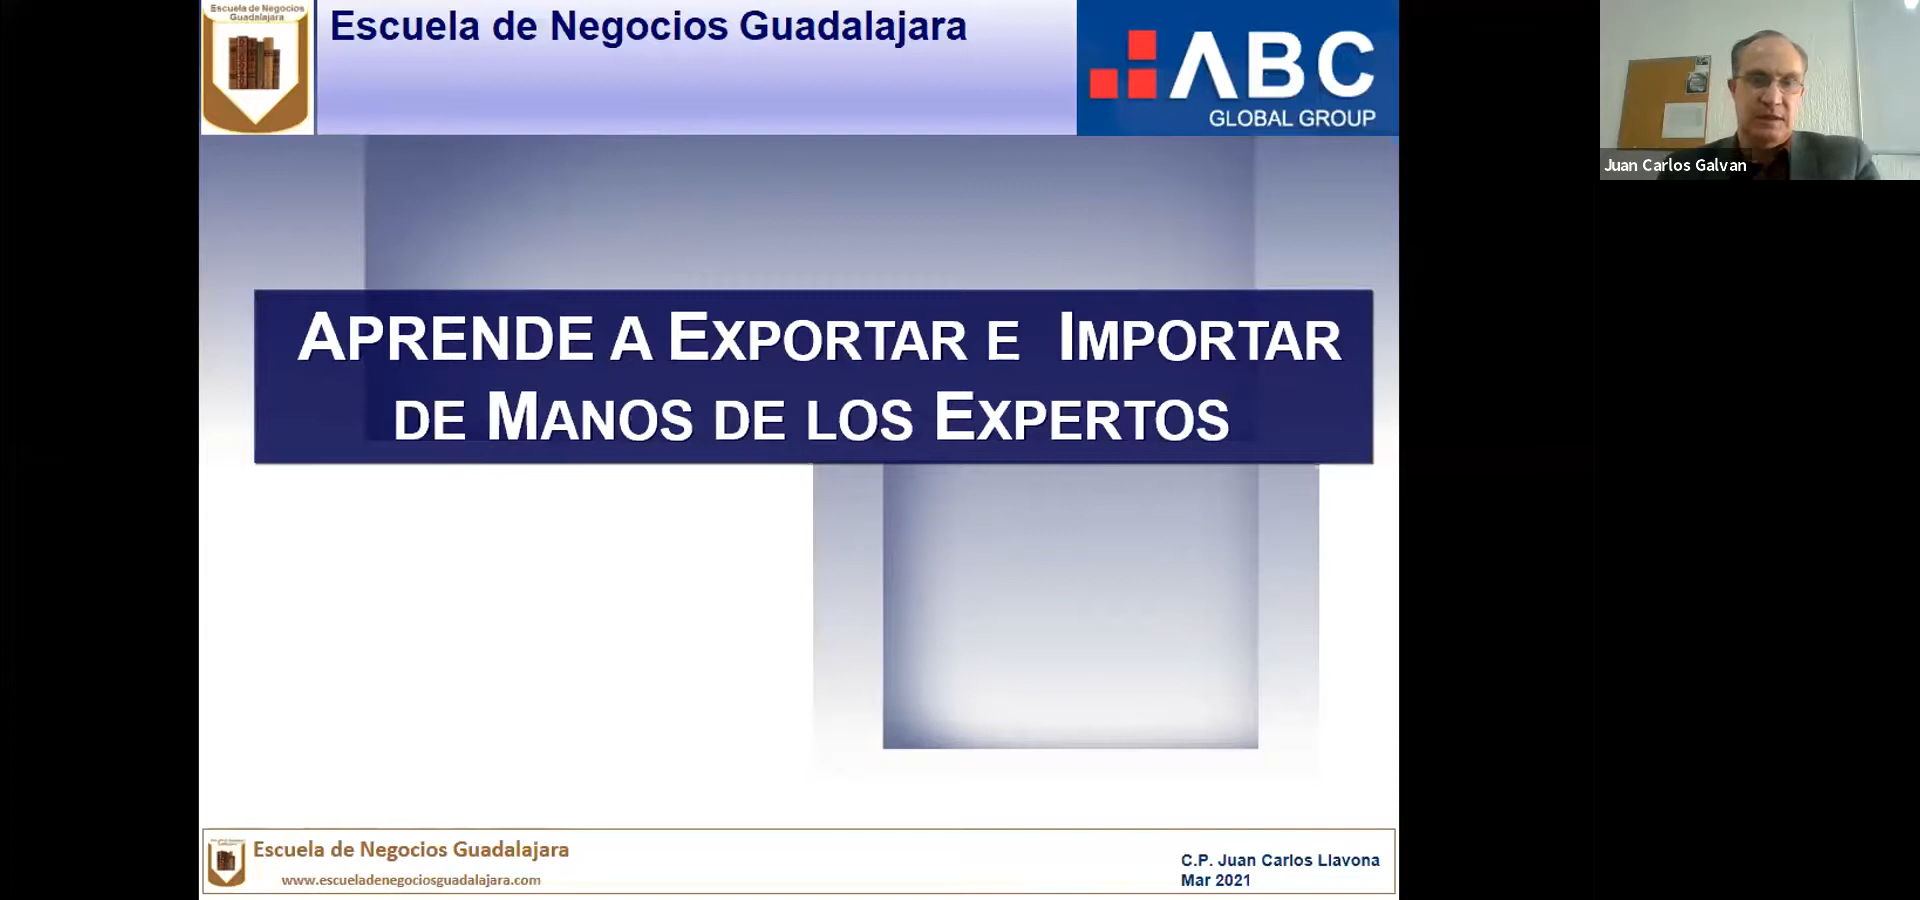 Escuela de Negocios
Guadalajara
Escuela de Negocios Guadalajara
ABC
GLOBAL GROUP
Juan Carlos Galvan
APRENDE A EXPORTAR E IMPORTAR
DE MANOS DE LOS EXPERTOS
Escuela de Negocios Guadalajara
www.escueladenegociosguadalajara.com
C.P. Juan Carlos Llavona
Mar 2021